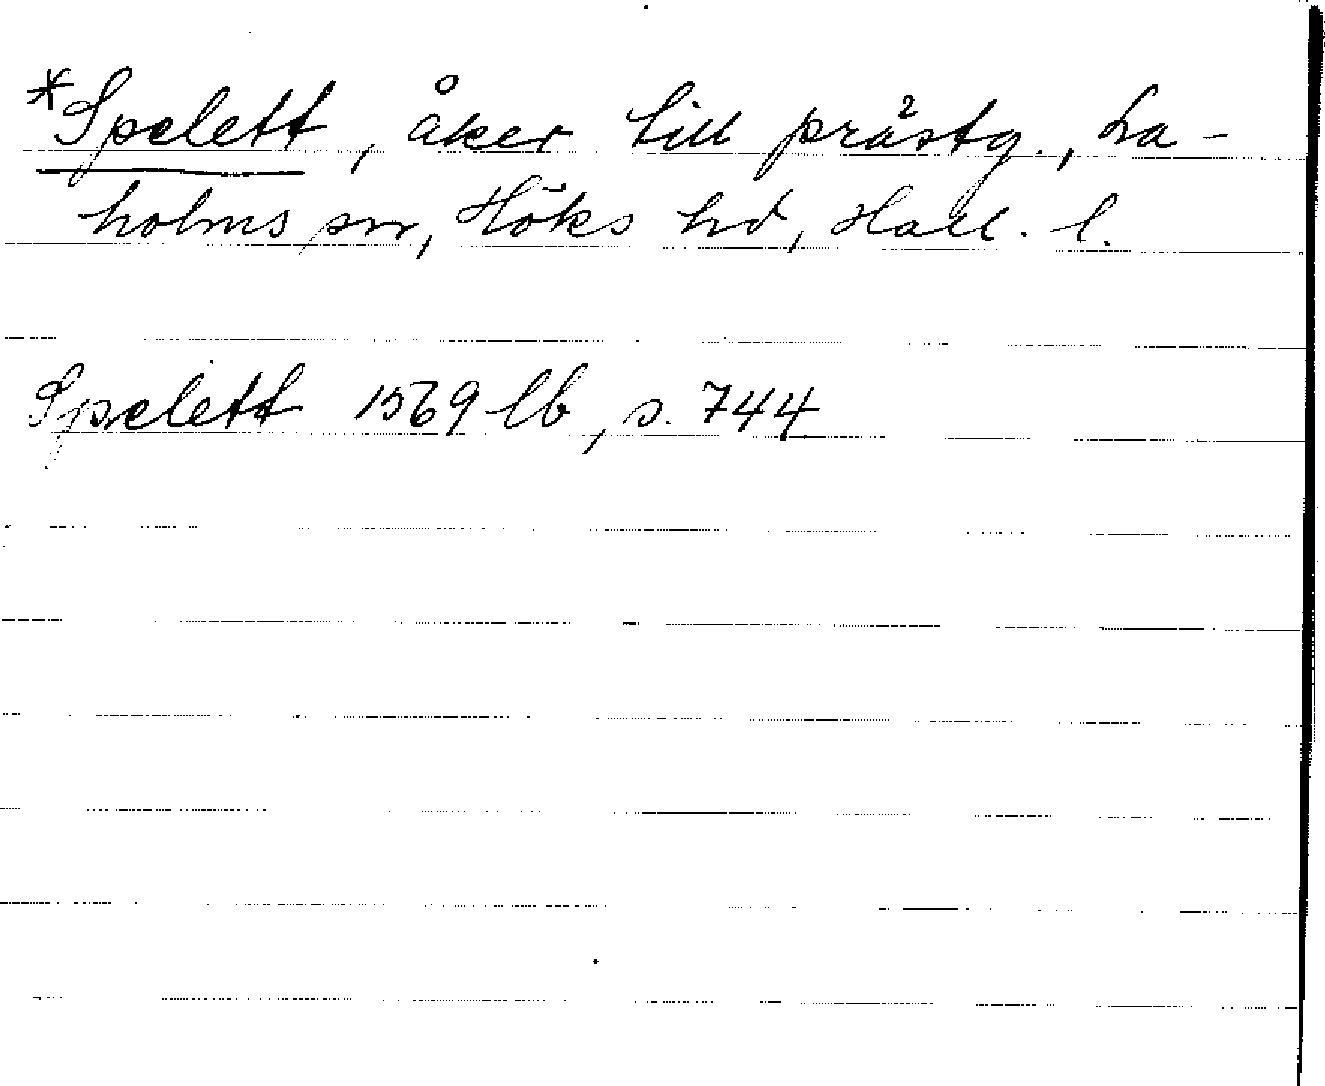 *Spelett, åker till prästg., La-
holms sn, Höks hd, Hall. l.
Spelett 1569 lb, s. 744